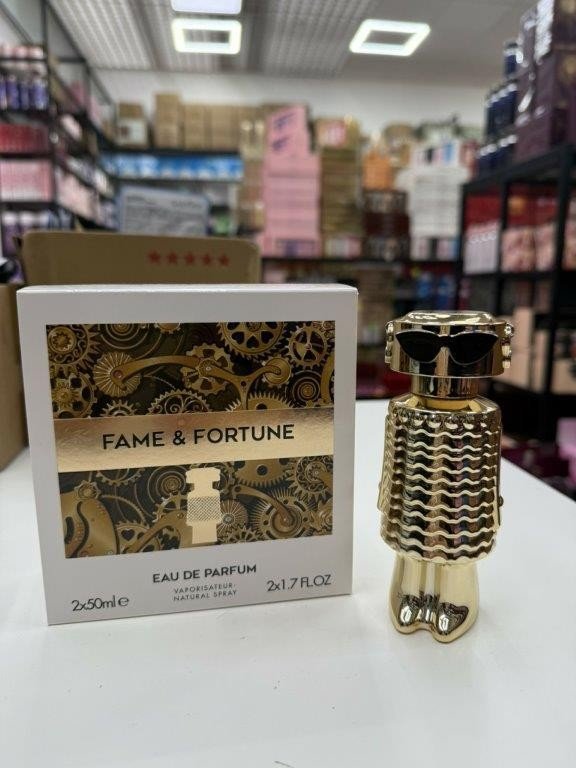 FAME & FORTUNE
EAU DE PARFUM
VAPORISATEUR·
NATURAL SPRAY
2x50ml e
2x1.7 FL.OZ